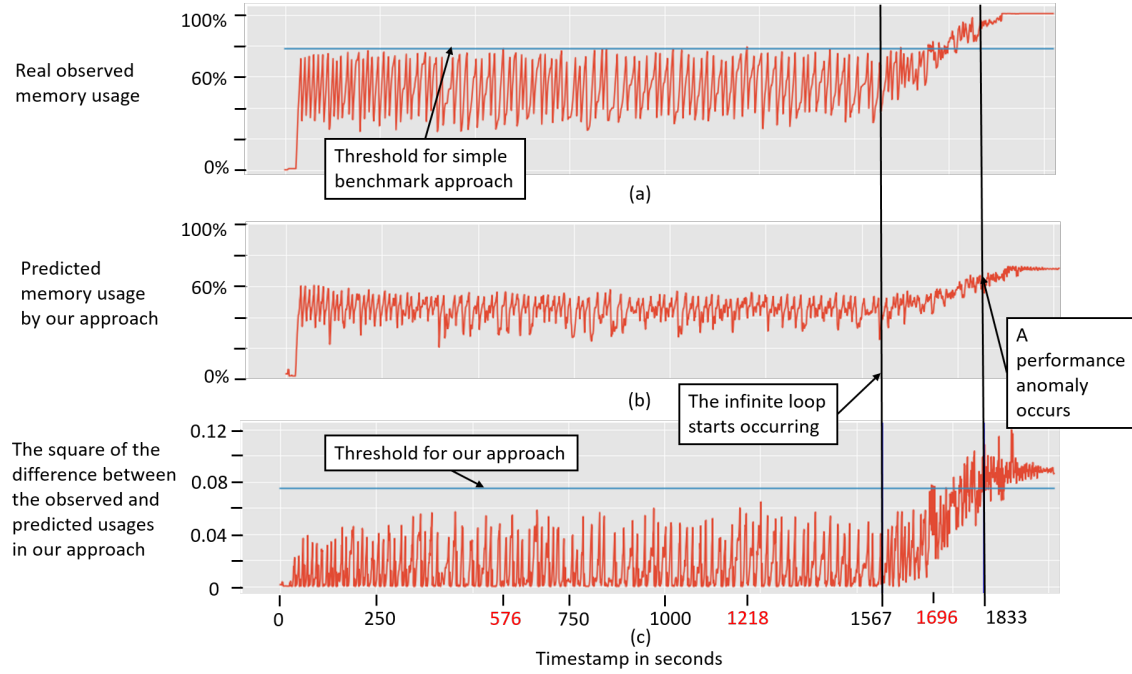 100%
60%
0%
Real observed
memory usage
Threshold for simple
benchmark approach
(a)
100%
60%
0%
Predicted
memory usage
by our approach
A
performance
anomaly
occurs
(b)
The infinite loop
starts occurring
0.12
0.08
0.04
0
The square of the
difference between
the observed and
predicted usages
in our approach
Threshold for our approach
0 250 576 750 1000 1218 1567 1696 1833
(c)
Timestamp in seconds